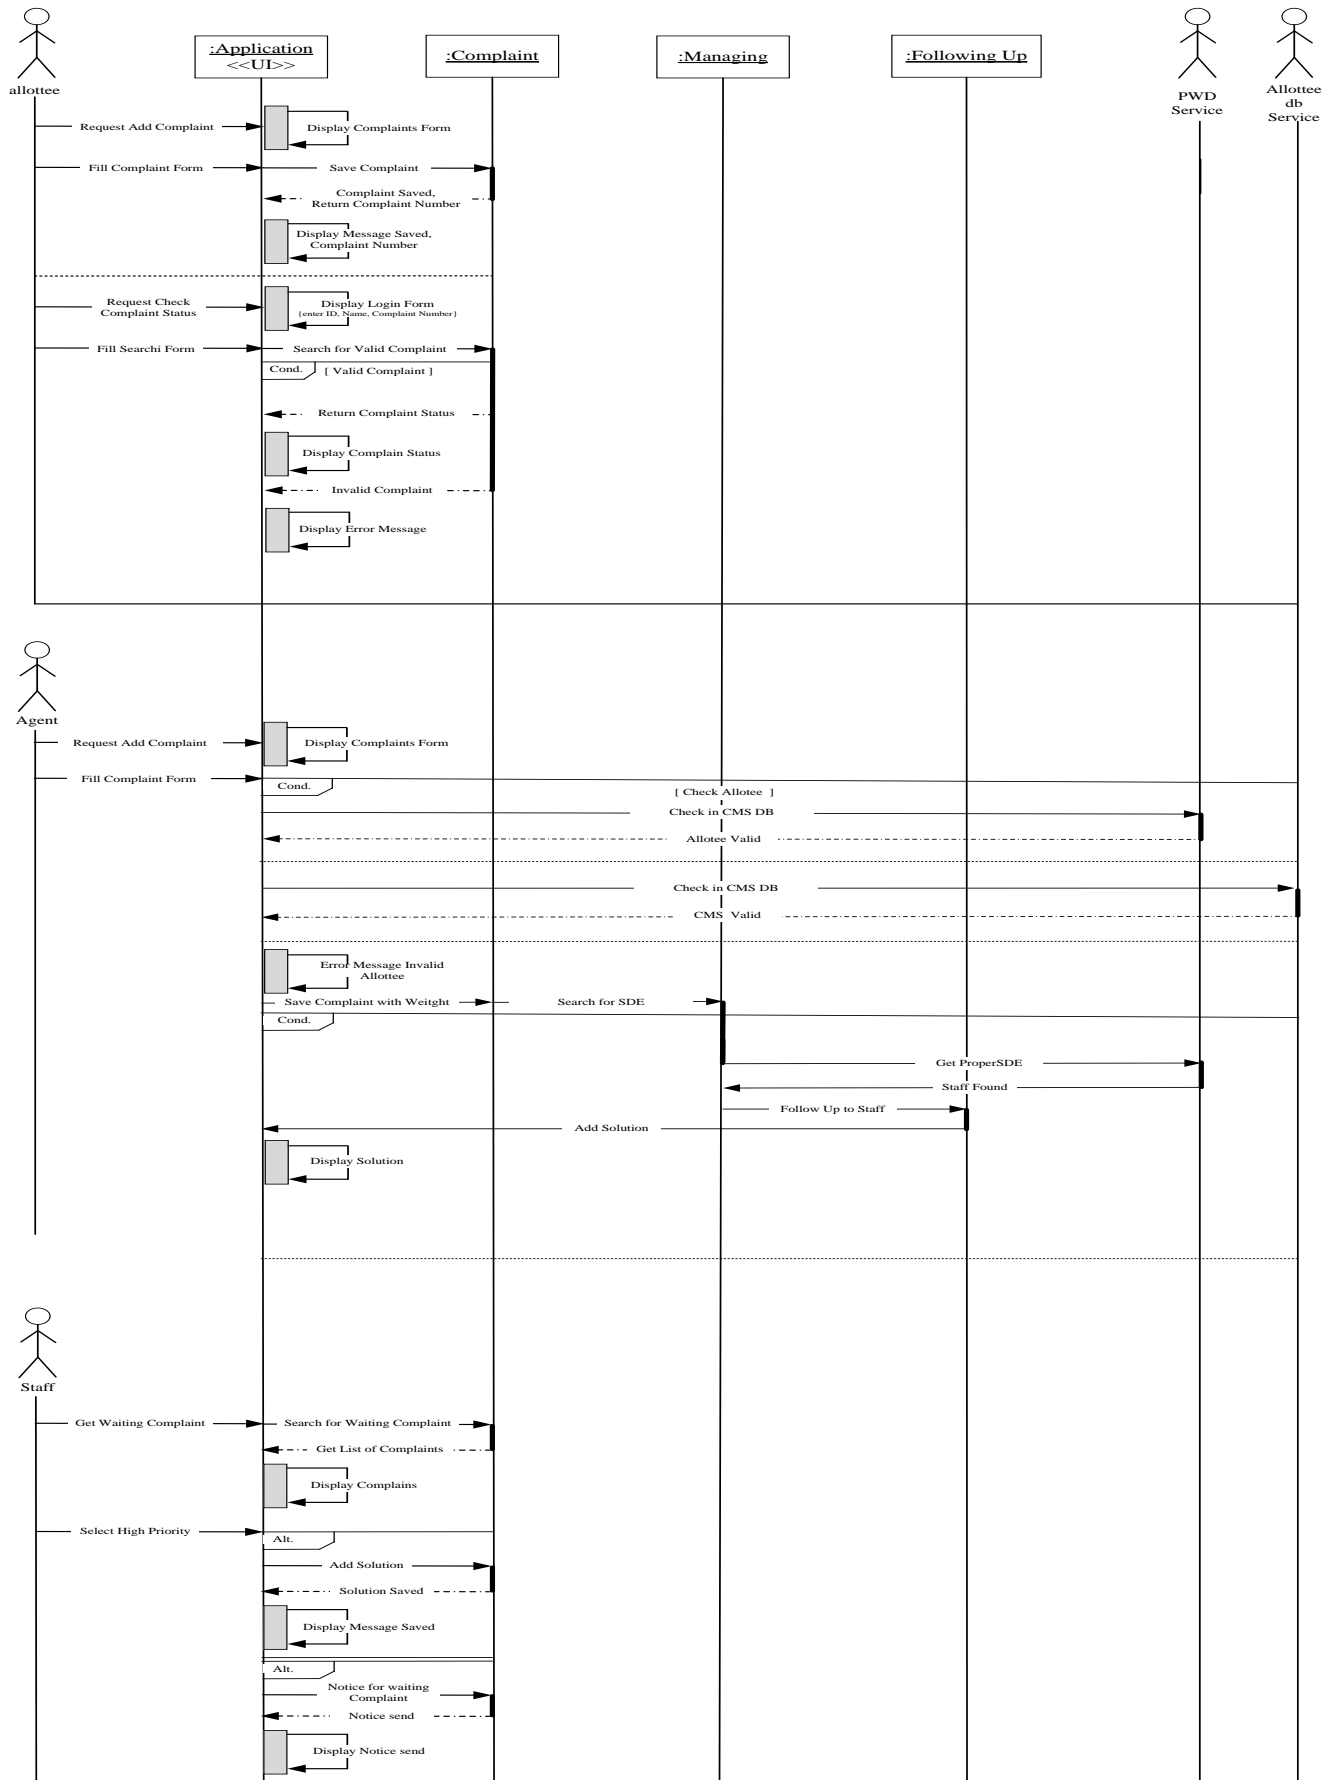 allottee
:Application
<<UI>>
:Complaint
:Managing
:Following Up
PWD
Service
Allottee
db
Service
Request Add Complaint
Display Complaints Form
Fill Complaint Form
Save Complaint
Complaint Saved,
Return Complaint Number
Display Message Saved,
Complaint Number
Request Check
Complaint Status
Display Login Form
{enter ID, Name, Complaint Number}
Fill Searchi Form
Search for Valid Complaint
Cond.
[ Valid Complaint ]
Return Complaint Status
Display Complain Status
Invalid Complaint
Display Error Message
Agent
Request Add Complaint
Display Complaints Form
Fill Complaint Form
Cond.
[ Check Allotee ]
Check in CMS DB
Allotee Valid
Check in CMS DB
CMS Valid
Error Message Invalid
Allottee
Save Complaint with Weitght
Search for SDE
Cond.
Get ProperSDE
Staff Found
Follow Up to Staff
Add Solution
Display Solution
Staff
Get Waiting Complaint
Search for Waiting Complaint
Get List of Complaints
Display Complains
Select High Priority
Alt.
Add Solution
Solution Saved
Display Message Saved
Alt.
Notice for waiting
Complaint
Notice send
Display Notice send